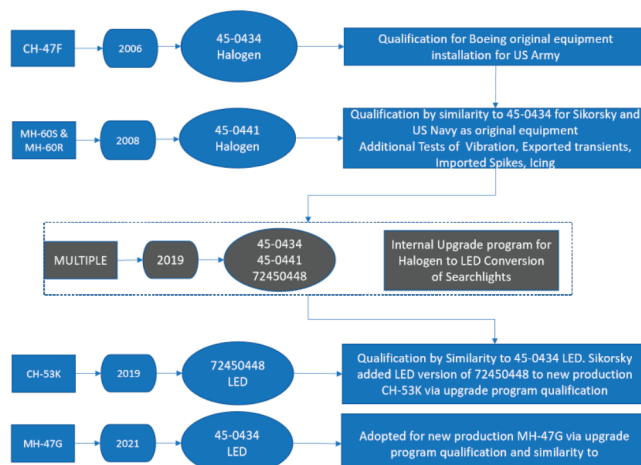 CH-47F
2006
45-0434
Halogen
Qualification for Boeing original equipment
installation for US Army
MH-60S &
MH-60R
2008
45-0441
Halogen
Qualification by similarity to 45-0434 for Sikorsky and
US Navy as original equipment
Additional Tests of Vibration, Exported transients,
Imported Spikes, Icing
MULTIPLE
2019
45-0434
45-0441
72450448
Internal Upgrade program for
Halogen to LED Conversion
of Searchlights
CH-53K
2019
72450448
LED
Qualification by Similarity to 45-0434 LED. Sikorsky
added LED version of 72450448 to new production
CH-53K via upgrade program qualification
MH-47G
2021
45-0434
LED
Adopted for new production MH-47G via upgrade
program qualification and similarity to